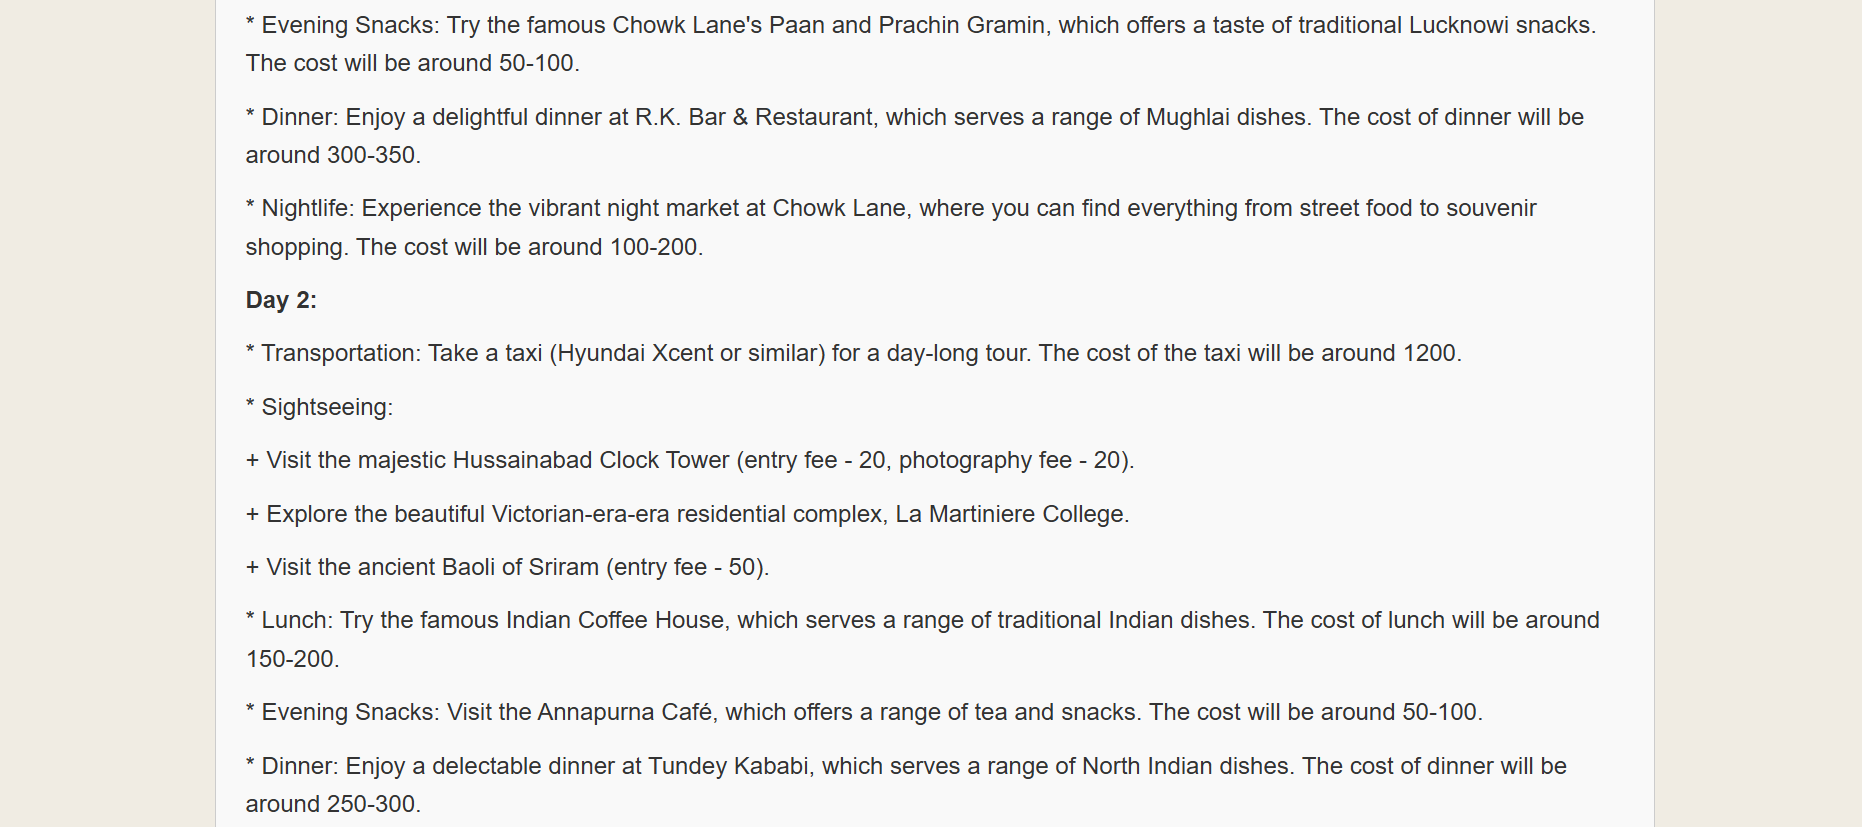 * Evening Snacks: Try the famous Chowk Lane's Paan and Prachin Gramin, which offers a taste of traditional Lucknowi snacks.
The cost will be around 50-100.
* Dinner: Enjoy a delightful dinner at R.K. Bar & Restaurant, which serves a range of Mughlai dishes. The cost of dinner will be
around 300-350.
* Nightlife: Experience the vibrant night market at Chowk Lane, where you can find everything from street food to souvenir
shopping. The cost will be around 100-200.
Day 2:
* Transportation: Take a taxi (Hyundai Xcent or similar) for a day-long tour. The cost of the taxi will be around 1200.
* Sightseeing:
+ Visit the majestic Hussainabad Clock Tower (entry fee - 20, photography fee - 20).
+ Explore the beautiful Victorian-era-era residential complex, La Martiniere College.
+ Visit the ancient Baoli of Sriram (entry fee - 50).
* Lunch: Try the famous Indian Coffee House, which serves a range of traditional Indian dishes. The cost of lunch will be around
150-200.
* Evening Snacks: Visit the Annapurna Café, which offers a range of tea and snacks. The cost will be around 50-100.
* Dinner: Enjoy a delectable dinner at Tundey Kababi, which serves a range of North Indian dishes. The cost of dinner will be
around 250-300.